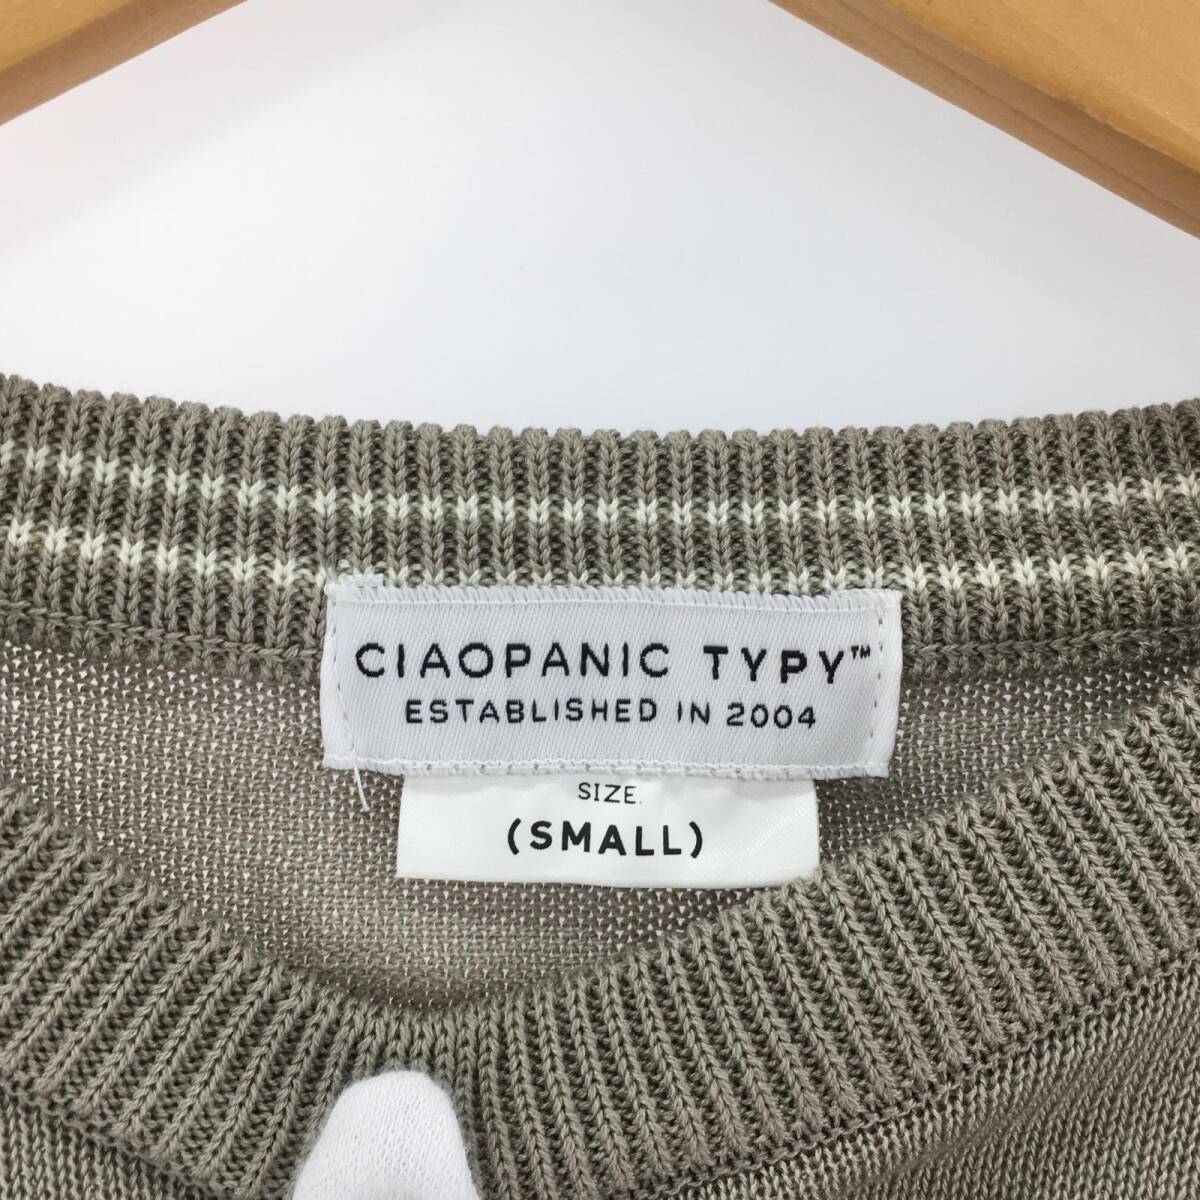 CIAOPANIC TYPY™
ESTABLISHED IN 2004
SIZE.
(SMALL)